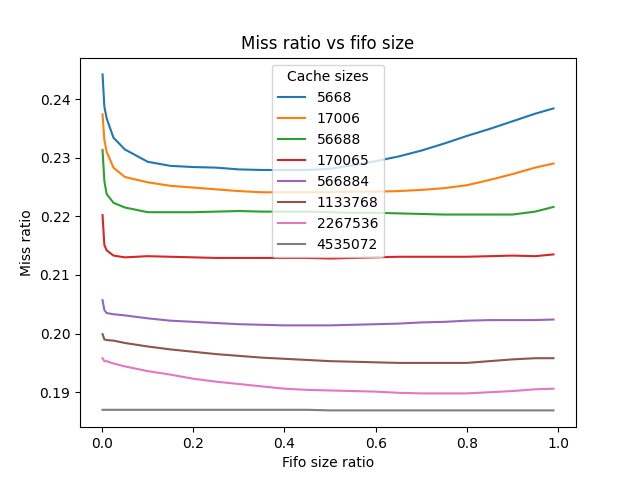 Miss ratio vs fifo size
Cache sizes
5668
17006
56688
170065
566884
1133768
2267536
4535072
Miss ratio
0.24
0.23
0.22
0.21
0.20
0.19
0.0 0.2 0.4 0.6 0.8 1.0
Fifo size ratio